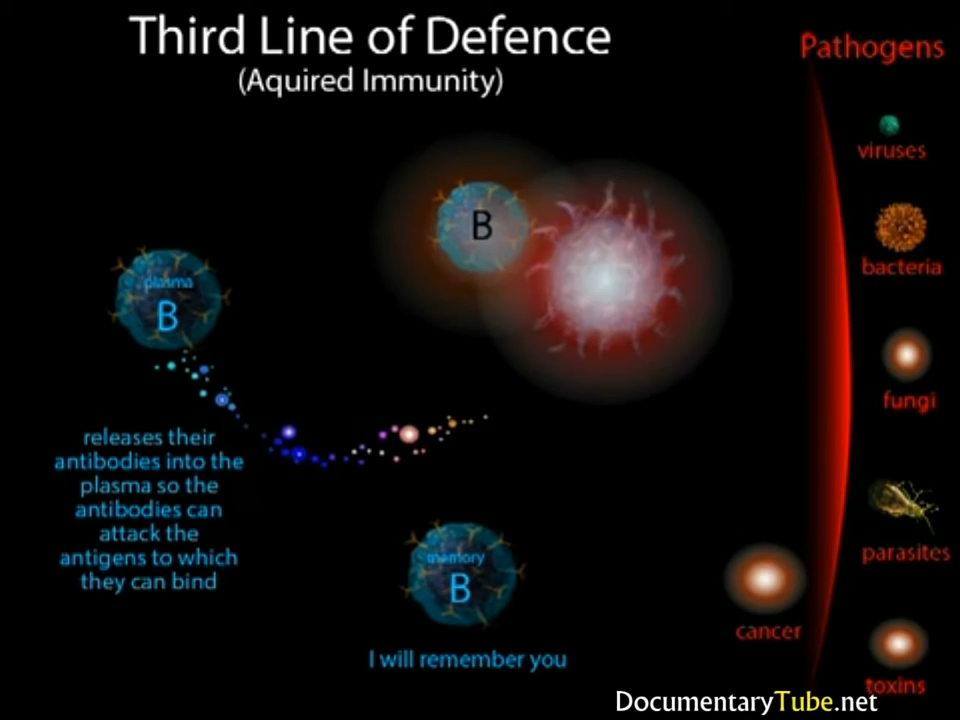 Third Line of Defence
(Aquired Immunity)
Pathogens
viruses
bacteria
fungi
parasites
toxins
cancer
B
plasma
B
releases their
antibodies into the
plasma so the
antibodies can
attack the
antigens to which
they can bind
memory
B
I will remember you
DocumentaryTube.net